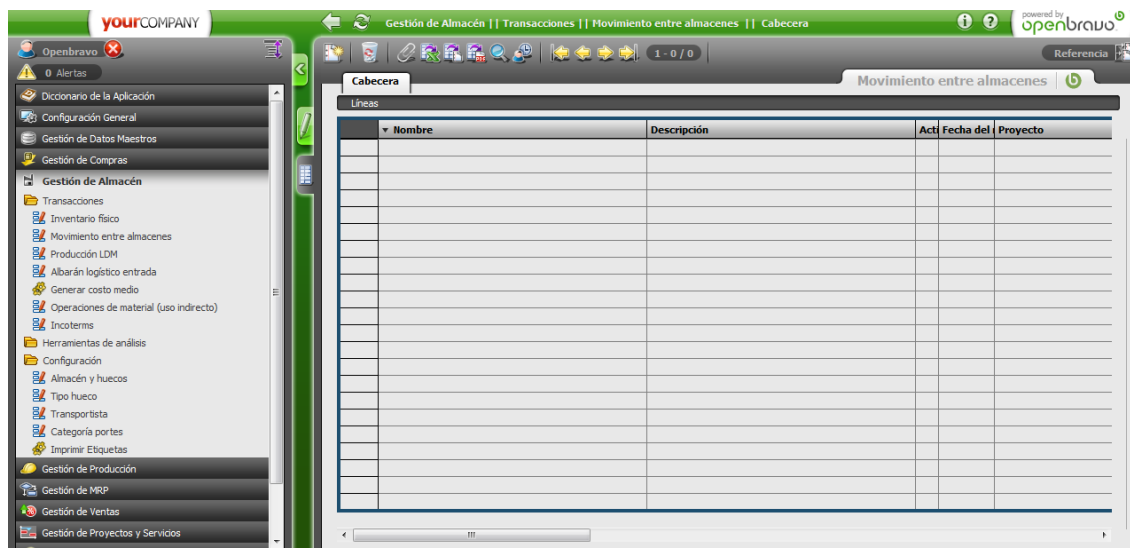 yourCOMPANY
Gestión de Almacén || Transacciones || Movimiento entre almacenes || Cabecera
powered by
openbravo
Openbravo
0 Alertas
1 - 0 / 0
Referencia
Cabecera
Movimiento entre almacenes
Líneas
Nombre
Descripción
Acti
Fecha del
Proyecto
Diccionario de la Aplicación
Configuración General
Gestión de Datos Maestros
Gestión de Compras
Gestión de Almacén
Transacciones
Inventario físico
Movimiento entre almacenes
Producción LDM
Albarán logístico entrada
Generar costo medio
Operaciones de material (uso indirecto)
Incoterms
Herramientas de análisis
Configuración
Almacén y huecos
Tipo hueco
Transportista
Categoría portes
Imprimir Etiquetas
Gestión de Producción
Gestión de MRP
Gestión de Ventas
Gestión de Proyectos y Servicios